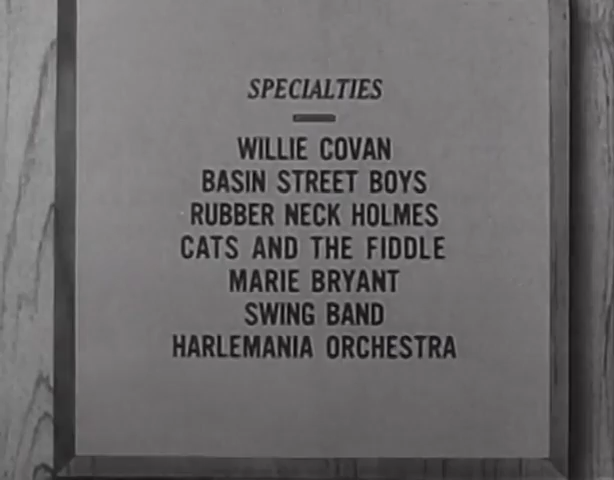 SPECIALTIES
WILLIE COVAN
BASIN STREET BOYS
RUBBER NECK HOLMES
CATS AND THE FIDDLE
MARIE BRYANT
SWING BAND
HARLEMANIA ORCHESTRA